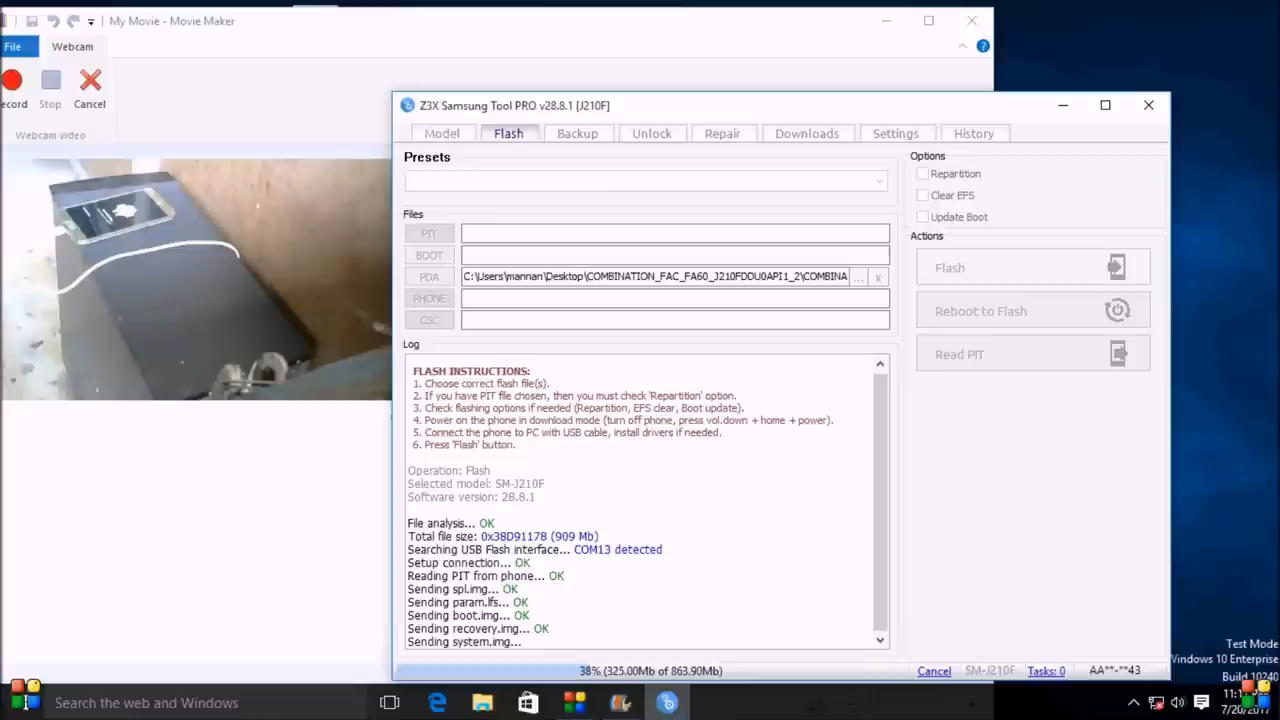 My Movie - Movie Maker
File
Webcam
Stop
Cancel
Webcam video
Z3X Samsung Tool PRO v28.8.1 [J210F]
Model Flash Backup Unlock Repair Downloads Settings History
Presets
Options
Repartition
Clear EFS
Update Boot
Files
PIT
BOOT
PDA C:\Users\mannan\Desktop\COMBINATION_FAC_FA60_J210FDDU0API1_2\COMBINA ... x
PHONE
CSC
Actions
Flash
Reboot to Flash
Read PIT
Log
FLASH INSTRUCTIONS:
1. Choose correct flash file(s).
2. If you have PIT file chosen, then you must check 'Repartition' option.
3. Check flashing options if needed (Repartition, EFS clear, Boot update).
4. Power on the phone in download mode (turn off phone, press vol.down + home + power).
5. Connect the phone to PC with USB cable, install drivers if needed.
6. Press 'Flash' button.
Operation: Flash
Selected model: SM-J210F
Software version: 28.8.1
File analysis... OK
Total file size: 0x38D91178 (909 Mb)
Searching USB Flash interface... COM13 detected
Setup connection... OK
Reading PIT from phone... OK
Sending spl.img... OK
Sending param.lfs... OK
Sending boot.img... OK
Sending recovery.img... OK
Sending system.img...
38% (325.00Mb of 863.90Mb)
Cancel SM-J210F Tasks: 0 AA**-**43
Test Mode
Windows 10 Enterprise
Build 10240
Search the web and Windows